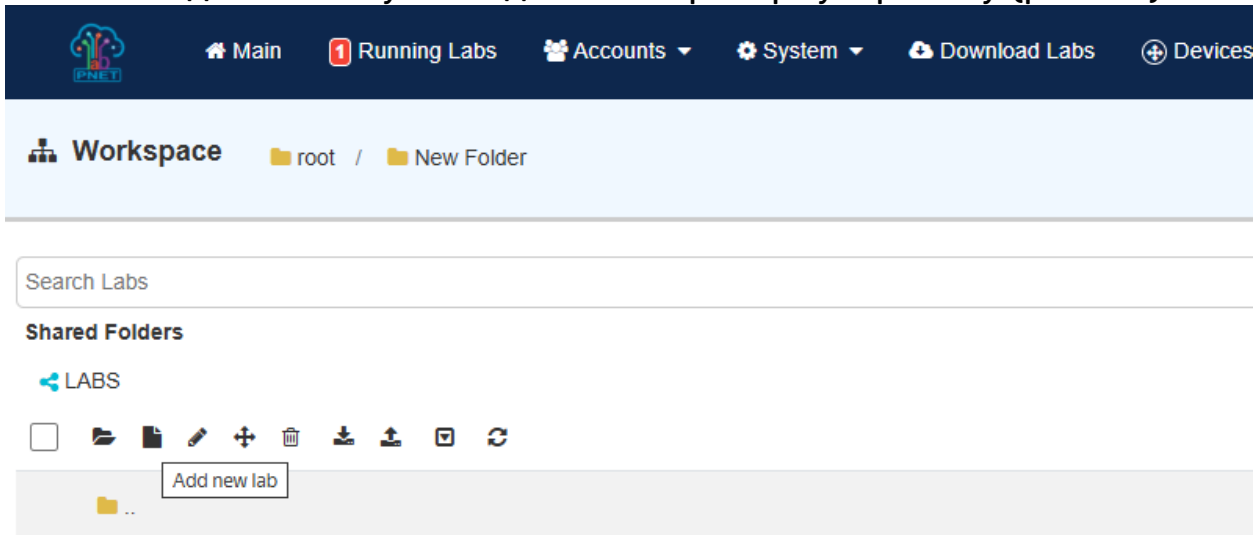 Main 1 Running Labs Accounts System Download Labs Devices
lab
PNET
Workspace root / New Folder
Search Labs
Shared Folders
LABS
Add new lab
..